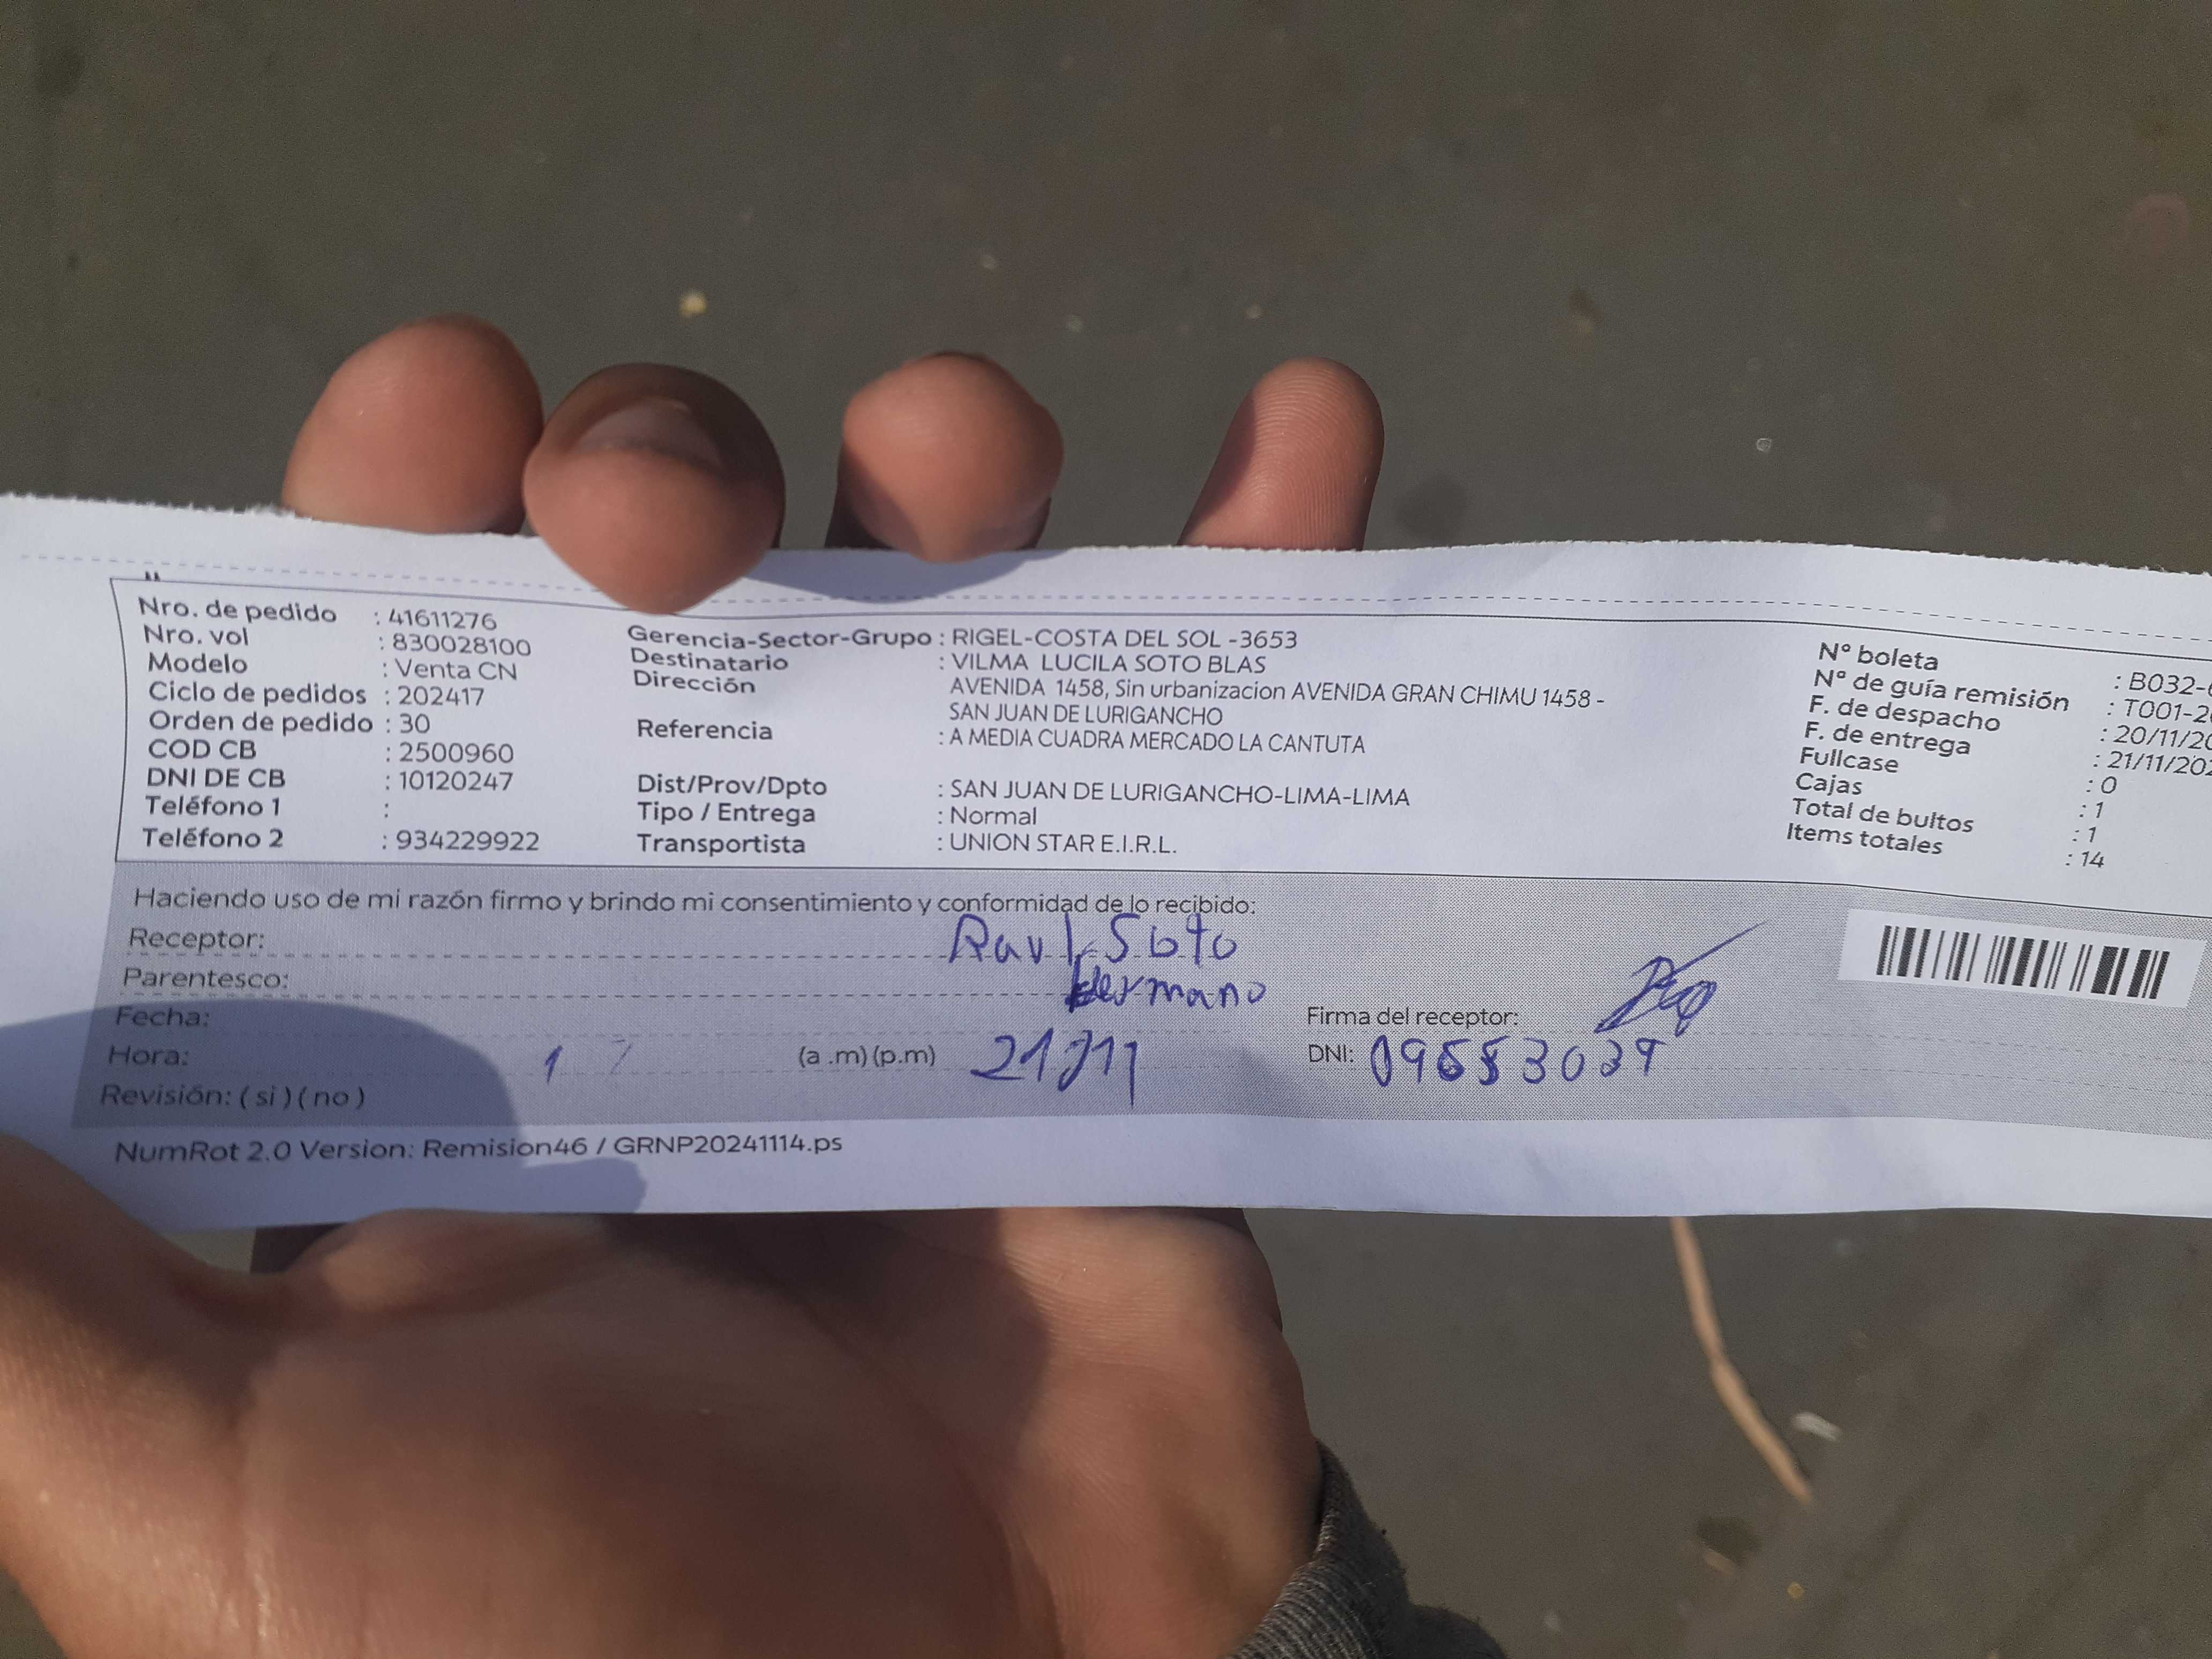 Nro. de pedido : 41611276
Nro. vol : 830028100
Modelo : Venta CN
Ciclo de pedidos : 202417
Orden de pedido : 30
COD CB : 2500960
DNI DE CB : 10120247
Teléfono 1 :
Teléfono 2 : 934229922
Gerencia-Sector-Grupo : RIGEL-COSTA DEL SOL -3653
Destinatario : VILMA LUCILA SOTO BLAS
Dirección AVENIDA 1458, Sin urbanizacion AVENIDA GRAN CHIMU 1458 -
SAN JUAN DE LURIGANCHO
Referencia : A MEDIA CUADRA MERCADO LA CANTUTA
Dist/Prov/Dpto : SAN JUAN DE LURIGANCHO-LIMA-LIMA
Tipo / Entrega : Normal
Transportista : UNION STAR E.I.R.L.
N° boleta : B032-
N° de guía remisión : T001-2
F. de despacho : 20/11/20
F. de entrega : 21/11/202
Fullcase : 0
Cajas : 1
Total de bultos : 1
Items totales : 14
Haciendo uso de mi razón firmo y brindo mi consentimiento y conformidad de lo recibido:
Receptor: Raul Soto
Parentesco: Hermano
Fecha:
Firma del receptor:
Hora: 1 (a .m) (p.m) 21/11
DNI:
Revisión: ( si ) ( no )
NumRot 2.0 Version: Remision46 / GRNP20241114.ps